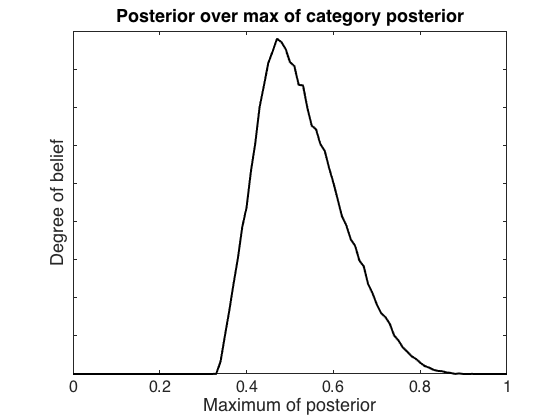 Posterior over max of category posterior
Degree of belief
0 0.2 0.4 0.6 0.8 1
Maximum of posterior